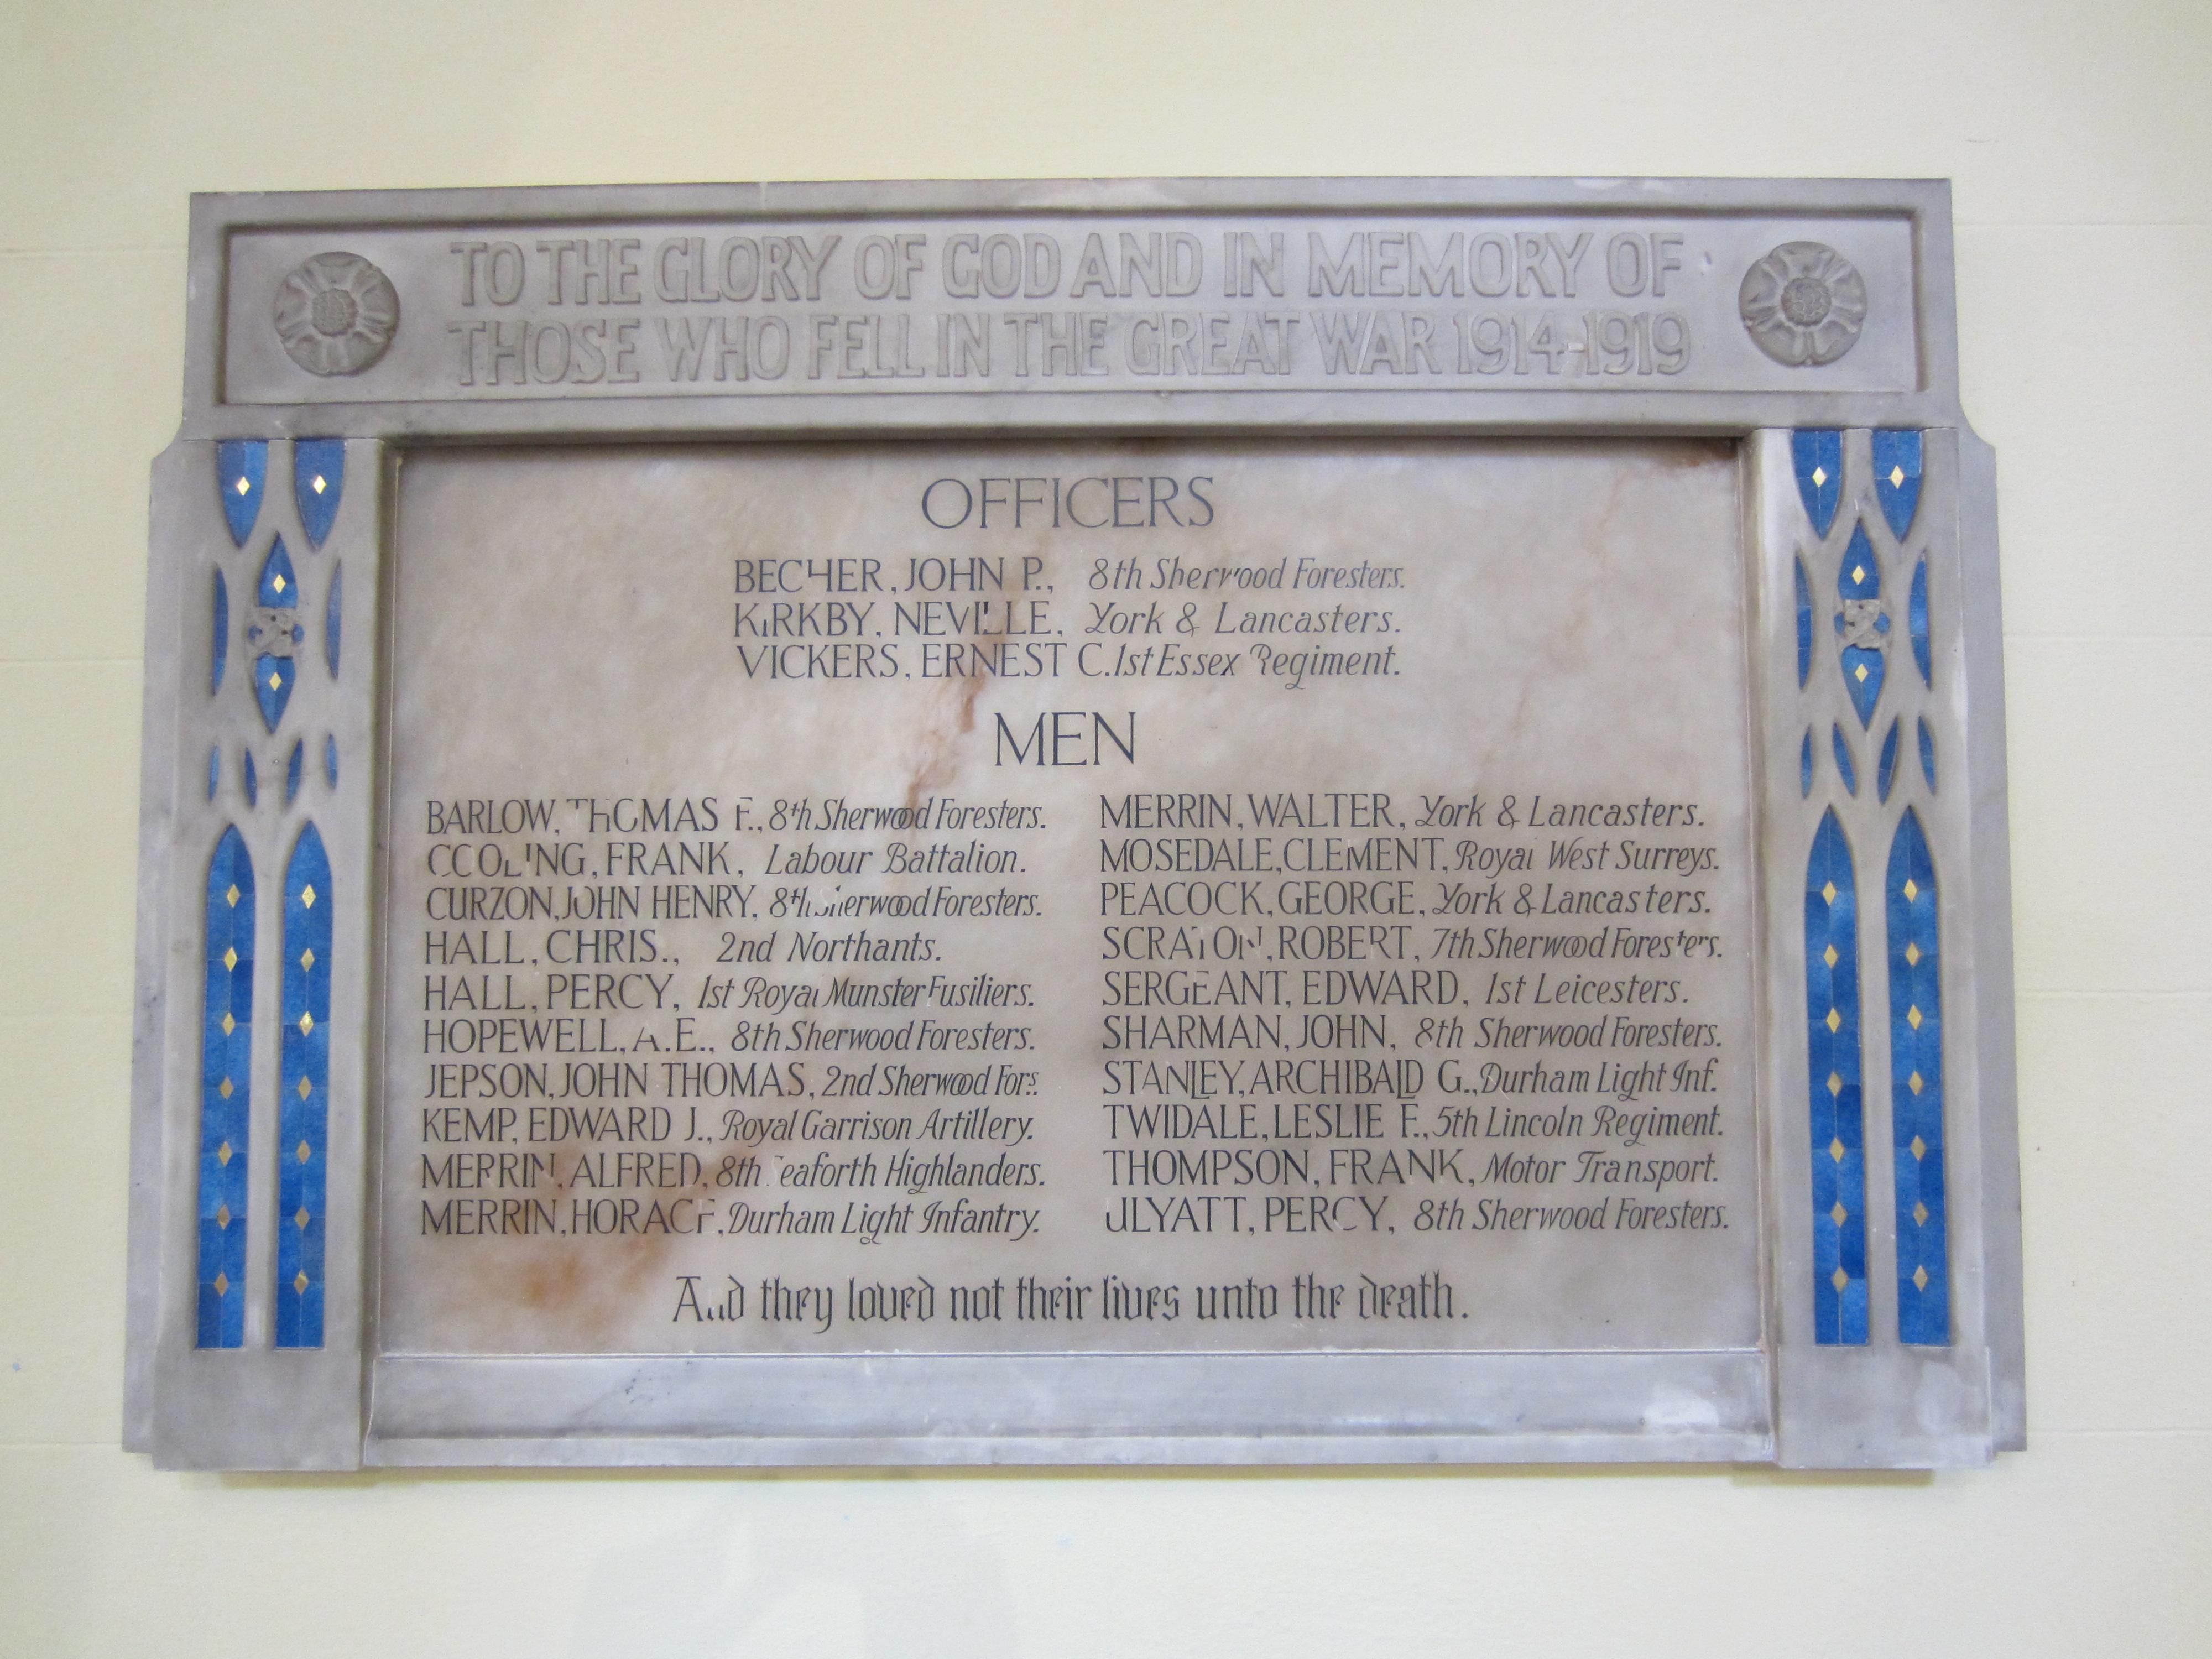 TO THE GLORY OF GOD AND IN MEMORY OF
THOSE WHO FELL IN THE GREAT WAR 1914-1919
OFFICERS
BECHER, JOHN P., 8th Sherwood Foresters.
KIRKBY, NEVILLE, York & Lancasters.
VICKERS, ERNEST C. 1st Essex Regiment.
MEN
BARLOW, THOMAS F., 8th Sherwood Foresters.
COOLING, FRANK, Labour Battalion.
CURZON, JOHN HENRY, 8th Sherwood Foresters.
HALL, CHRIS., 2nd Northants.
HALL, PERCY, 1st Royal Munster Fusiliers.
HOPEWELL, A.E., 8th Sherwood Foresters.
JEPSON, JOHN THOMAS, 2nd Sherwood Fors.
KEMP, EDWARD J., Royal Garrison Artillery.
MERRIN, ALFRED, 8th Seaforth Highlanders.
MERRIN, HORACE, Durham Light Infantry.
MERRIN, WALTER, York & Lancasters.
MOSEDALE, CLEMENT, Royal West Surreys.
PEACOCK, GEORGE, York & Lancasters.
SCRATON, ROBERT, 7th Sherwood Foresters.
SERGEANT, EDWARD, 1st Leicesters.
SHARMAN, JOHN, 8th Sherwood Foresters.
STANLEY, ARCHIBALD G., Durham Light Inf.
TWIDALE, LESLIE F., 5th Lincoln Regiment.
THOMPSON, FRANK, Motor Transport.
ULYATT, PERCY, 8th Sherwood Foresters.
And they loved not their lives unto the death.